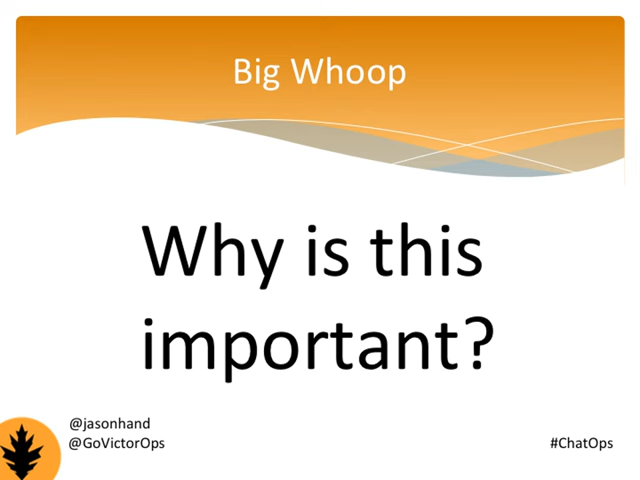 Big Whoop
Why is this
important?
@jasonhand
@GoVictorOps
#ChatOps